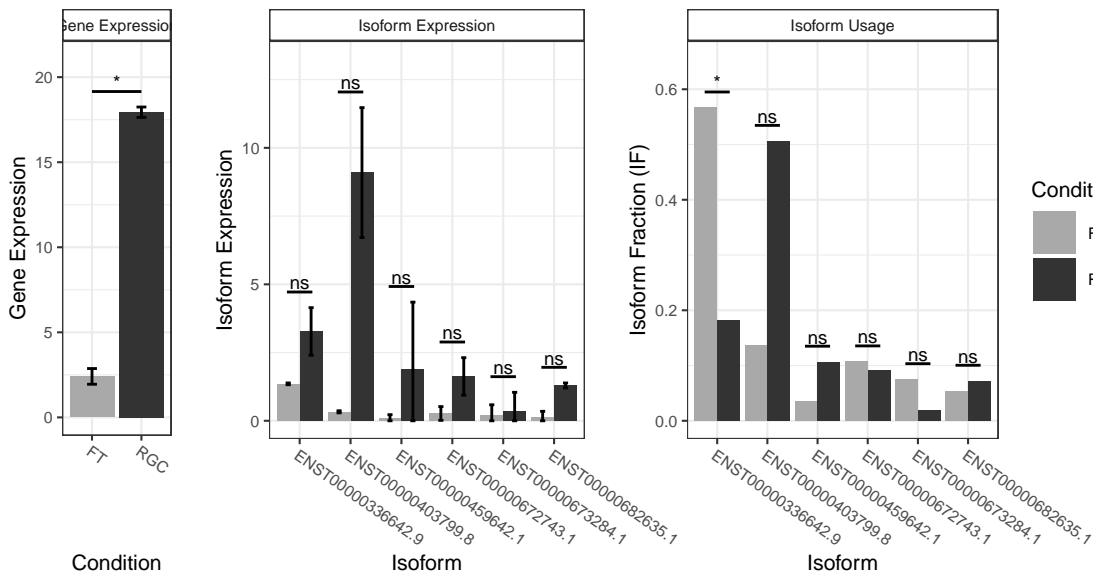 Gene Expression
Gene Expression
20
15
10
5
0
*
FT
RGC
Condition
Isoform Expression
Isoform Expression
10
5
0
ns
ns
ns
ns
ns
ns
ENST00000336642.9
ENST00000403799.8
ENST00000459642.1
ENST00000672743.1
ENST00000673284.1
ENST00000682635.1
Isoform
Isoform Usage
Isoform Fraction (IF)
0.6
0.4
0.2
0.0
*
ns
ns
ns
ns
ns
ENST00000336642.9
ENST00000403799.8
ENST00000459642.1
ENST00000672743.1
ENST00000673284.1
ENST00000682635.1
Isoform